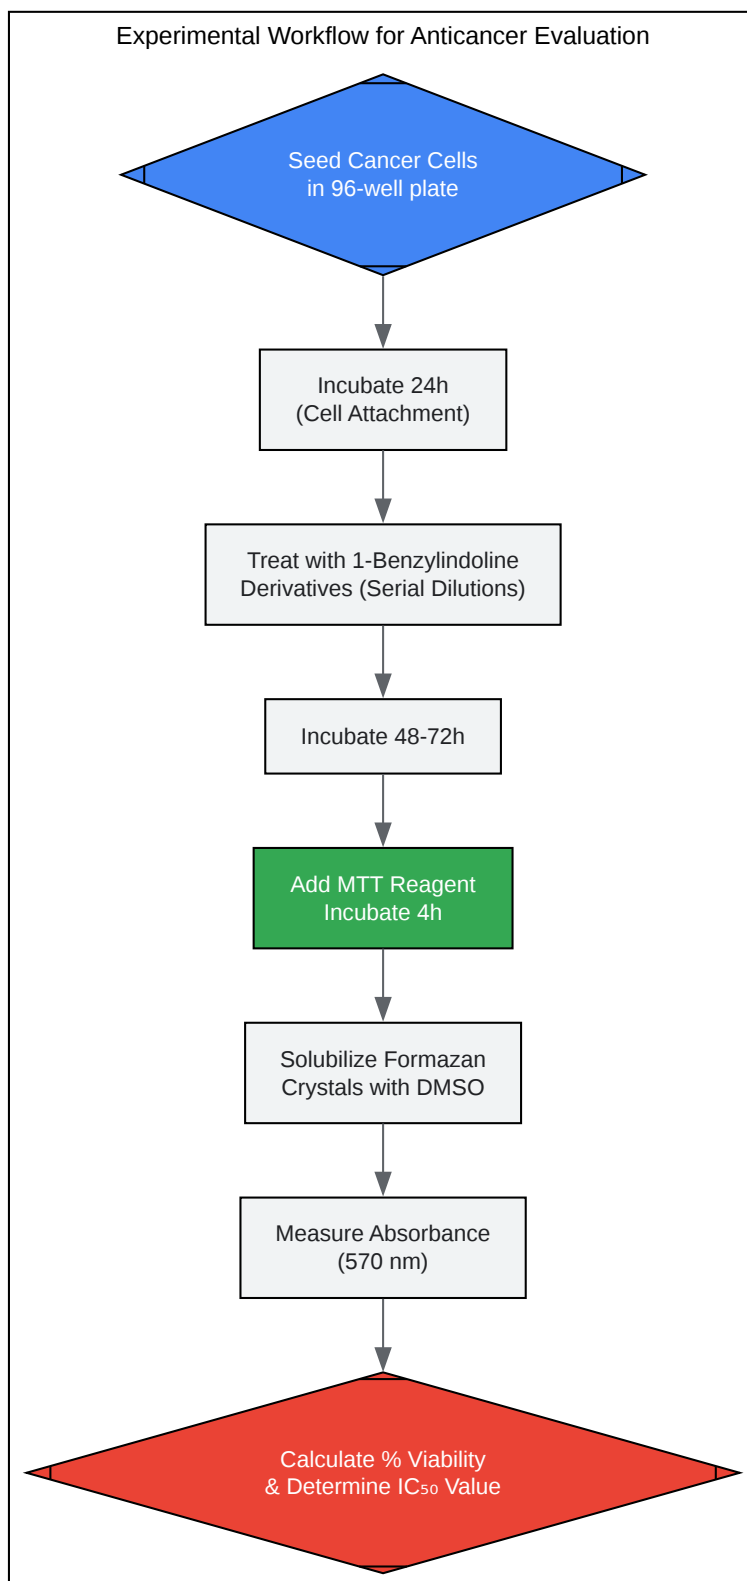 Experimental Workflow for Anticancer Evaluation
Seed Cancer Cells
in 96-well plate
Incubate 24h
(Cell Attachment)
Treat with 1-Benzylindoline
Derivatives (Serial Dilutions)
Incubate 48-72h
Add MTT Reagent
Incubate 4h
Solubilize Formazan
Crystals with DMSO
Measure Absorbance
(570 nm)
Calculate % Viability
& Determine IC₅₀ Value